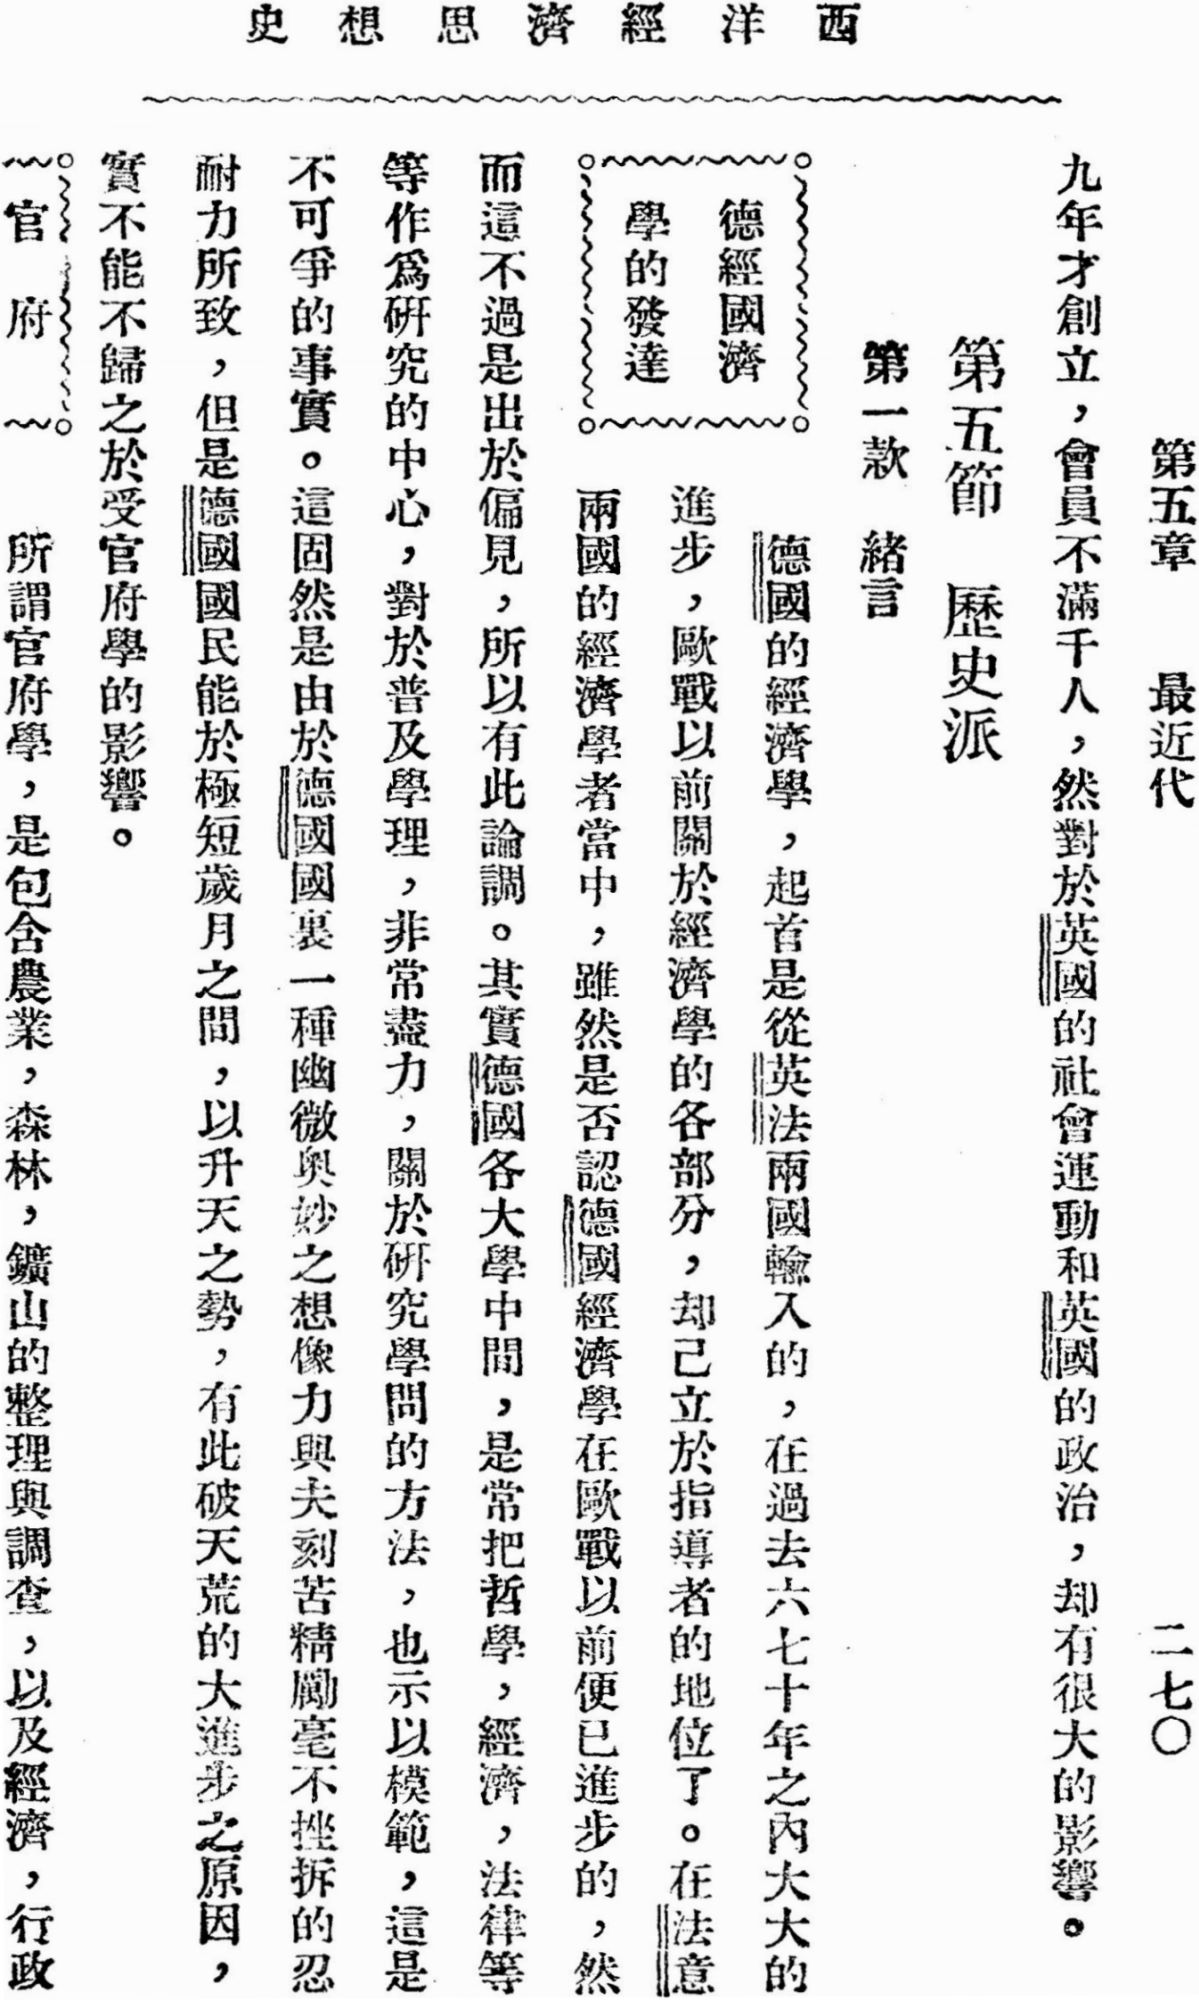 西洋經濟思想史
第五章　最近代　二七〇
九年才創立，會員不滿千人，然對於英國的社會運動和英國的政治，却有很大的影響。
第五節　歷史派
第一款　緒言
德經國濟
學的發達
德國的經濟學，起首是從英法兩國輸入的，在過去六七十年之內大大的
進步，歐戰以前關於經濟學的各部分，却己立於指導者的地位了。在法意
兩國的經濟學者當中，雖然是否認德國經濟學在歐戰以前便已進步的，然
而這不過是出於偏見，所以有此論調。其實德國各大學中間，是常把哲學，經濟，法律等
等作爲研究的中心，對於普及學理，非常盡力，關於研究學問的方法，也示以模範，這是
不可爭的事實。這固然是由於德國國裏一種幽微奧妙之想像力與夫刻苦精勵毫不挫拆的忍
耐力所致，但是德國國民能於極短歲月之間，以升天之勢，有此破天荒的大進步之原因，
實不能不歸之於受官府學的影響。
官府
所謂官府學，是包含農業，森林，鑛山的整理與調查，以及經濟，行政